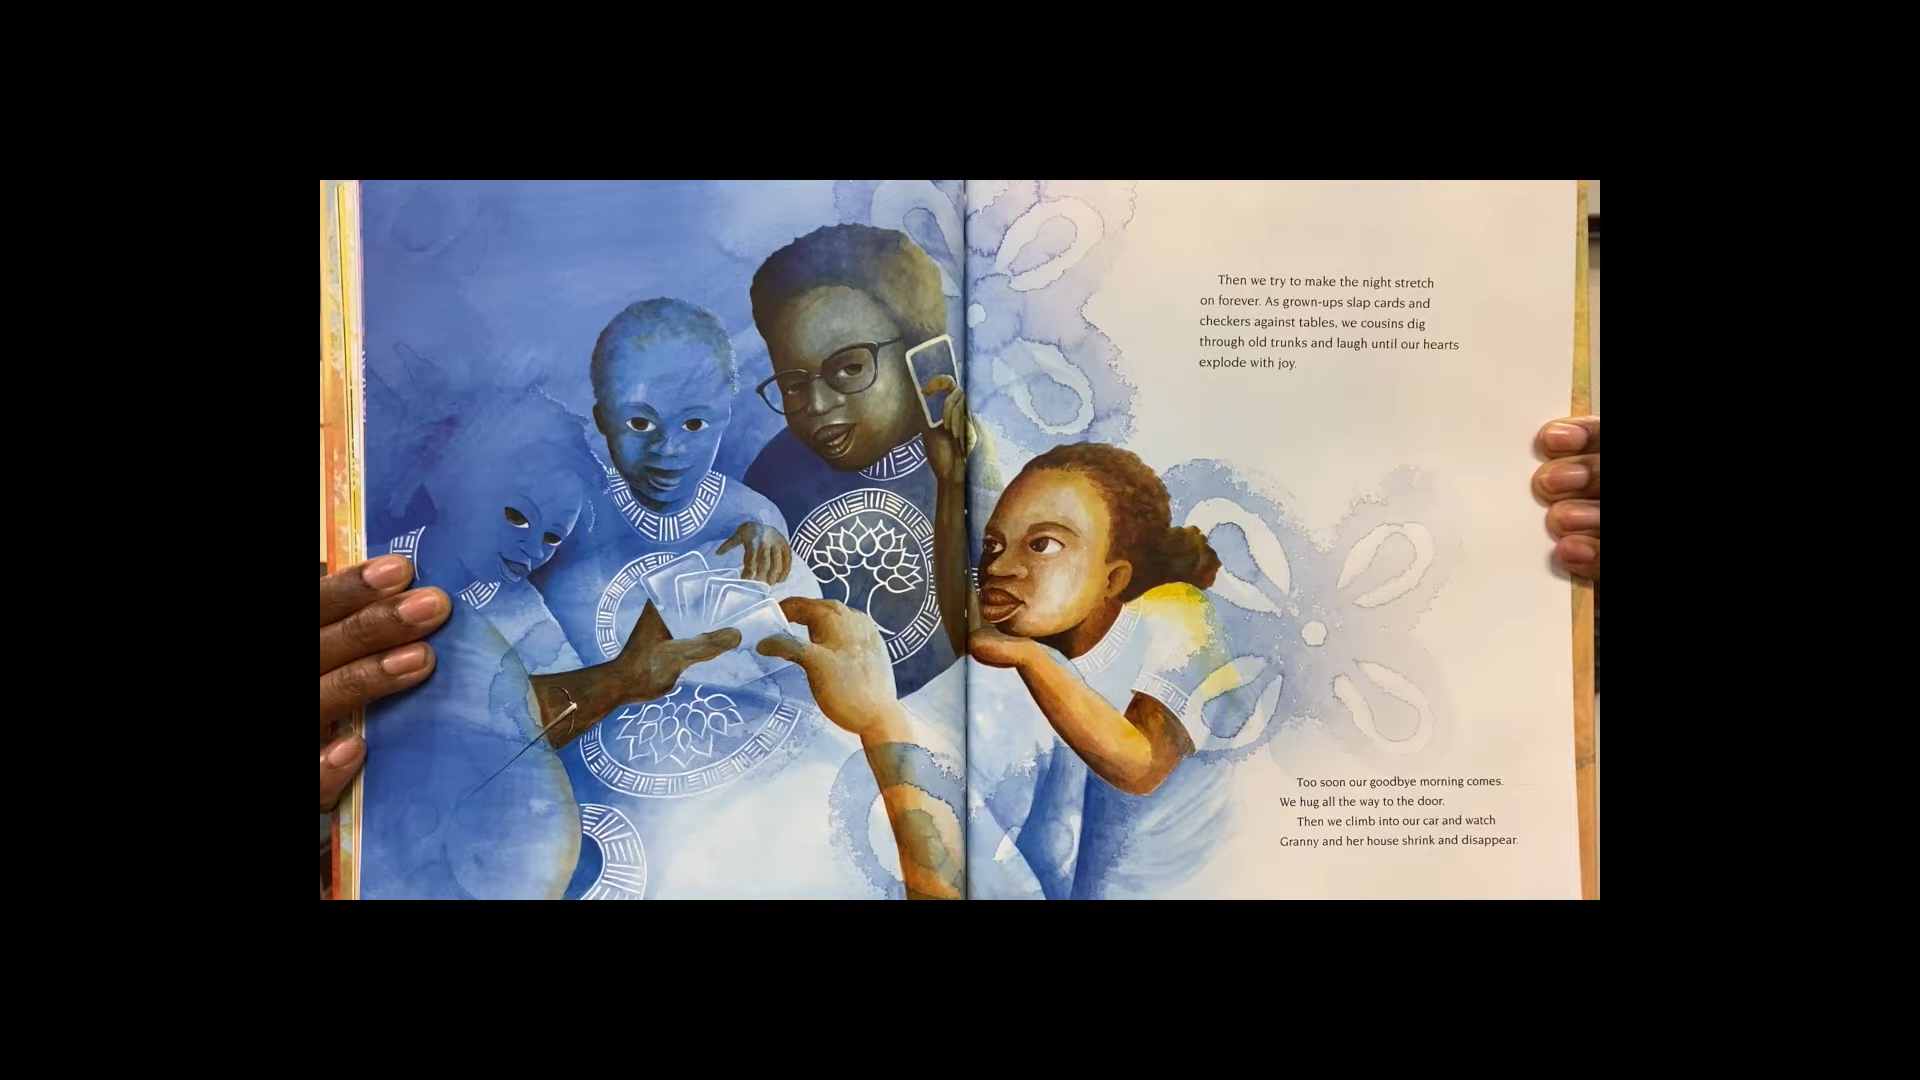 Then we try to make the night stretch
on forever. As grown-ups slap cards and
checkers against tables, we cousins dig
through old trunks and laugh until our hearts
explode with joy.
Too soon our goodbye morning comes.
We hug all the way to the door.
Then we climb into our car and watch
Granny and her house shrink and disappear.